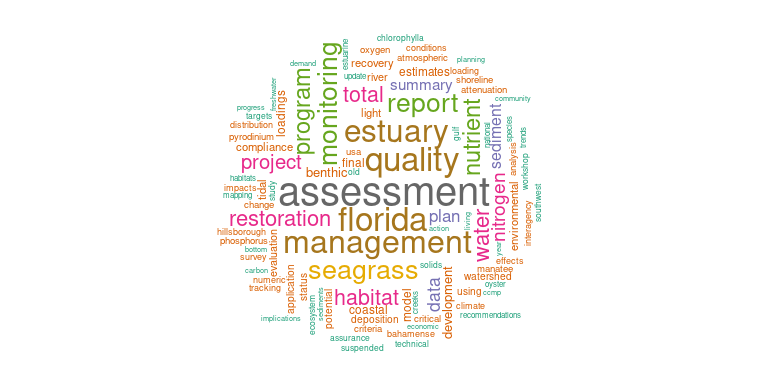 chlorophylla
oxygen
conditions
estuarine
atmospheric
planning
recovery
demand
update
river
estimates
loading
freshwater
monitoring
program
summary
shoreline
attenuation
total
report
community
progress
targets
loadings
light
distribution
estuary
gulf
nutrient
national
sediment
species
trends
pyrodinium
compliance
usa
quality
analysis
project
final
benthic
old
workshop
habitats
impacts
mapping
tidal
study
assessment
nitrogen
environmental
southwest
change
restoration
florida
plan
living
water
interagency
hillsborough
phosphorus
action
management
year
bottom
survey
evaluation
effects
carbon
seagrass
solids
manatee
numeric
watershed
tracking
application
status
oyster
potential
habitat
model
creeks
data
development
using
ccmp
implications
ecosystem
sediments
coastal
climate
deposition
critical
recommendations
criteria
economic
bahamense
assurance
technical
suspended